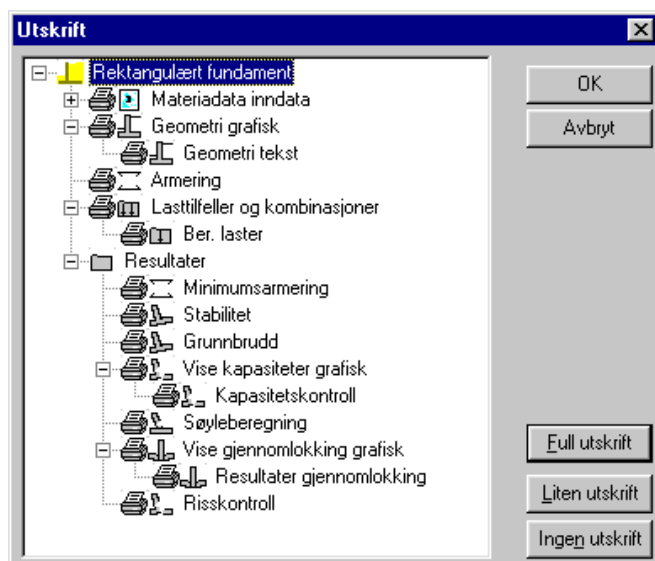 Utskrift
Rektangulært fundament
Materiadata inndata
Geometri grafisk
Geometri tekst
Armering
Lasttilfeller og kombinasjoner
Ber. laster
Resultater
Minimumsarmering
Stabilitet
Grunnbrudd
Vise kapasiteter grafisk
Kapasitetskontroll
Søyleberegning
Vise gjennomlokking grafisk
Resultater gjennomlokking
Risskontroll
OK
Avbryt
Full utskrift
Liten utskrift
Ingen utskrift